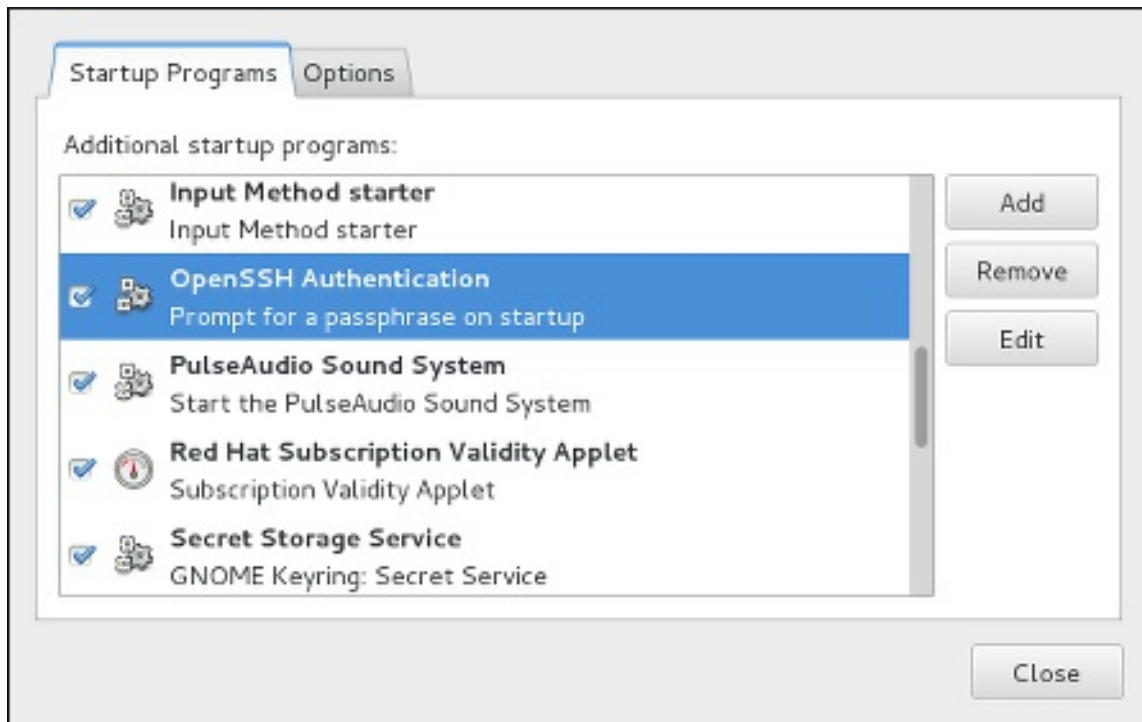 Startup Programs
Options
Additional startup programs:
Input Method starter
Input Method starter
OpenSSH Authentication
Prompt for a passphrase on startup
PulseAudio Sound System
Start the PulseAudio Sound System
Red Hat Subscription Validity Applet
Subscription Validity Applet
Secret Storage Service
GNOME Keyring: Secret Service
Add
Remove
Edit
Close